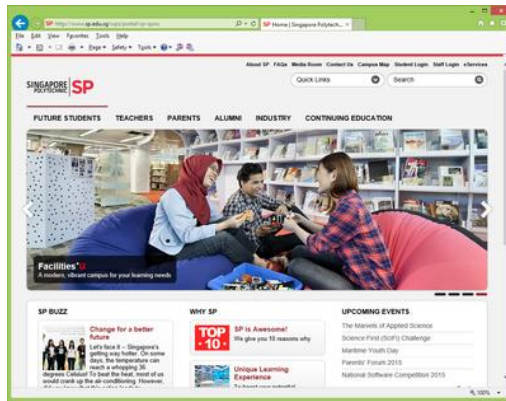 SP http://www.sp.edu.sg/wps/portal/vp-spws
SP Home | Singapore Polytech...
File Edit View Favorites Tools Help
Page Safety Tools
About SP FAQs Media Room Contact Us Campus Map Student Login Staff Login eServices
Quick Links
Search
SINGAPORE
POLYTECHNIC
SP
FUTURE STUDENTS TEACHERS PARENTS ALUMNI INDUSTRY CONTINUING EDUCATION
Facilities
A modern, vibrant campus for your learning needs
SP BUZZ
Change for a better
future
Let's face it – Singapore's
getting way hotter. On some
days, the temperature can
reach a whopping 36
degrees Celsius! To beat the heat, most of us
would crank up the air-conditioning. However,
WHY SP
TOP
10
SP is Awesome!
We give you 10 reasons why
Unique Learning
Experience
UPCOMING EVENTS
The Marvels of Applied Science
Science First (SciFi) Challenge
Maritime Youth Day
Parents' Forum 2015
National Software Competition 2015
100%